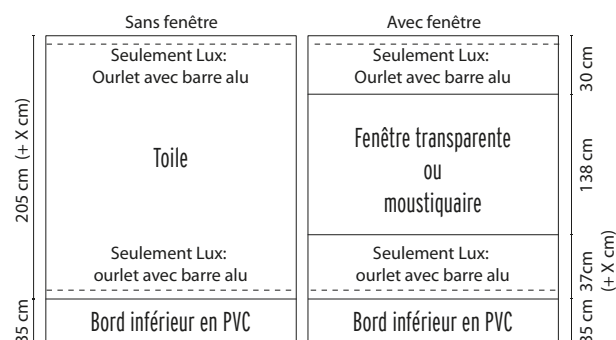 Sans fenêtre
Avec fenêtre
Seulement Lux:
Ourlet avec barre alu
Toile
Seulement Lux:
ourlet avec barre alu
Bord inférieur en PVC
205 cm (+ X cm)
35 cm
Seulement Lux:
Ourlet avec barre alu
Fenêtre transparente
ou
moustiquaire
Seulement Lux:
ourlet avec barre alu
Bord inférieur en PVC
30 cm
138 cm
37cm
(+ X cm)
35 cm